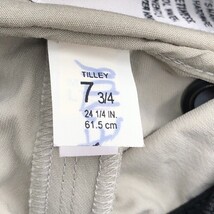 TILLEY
7 3/4
24 1/4 IN.
61.5 cm